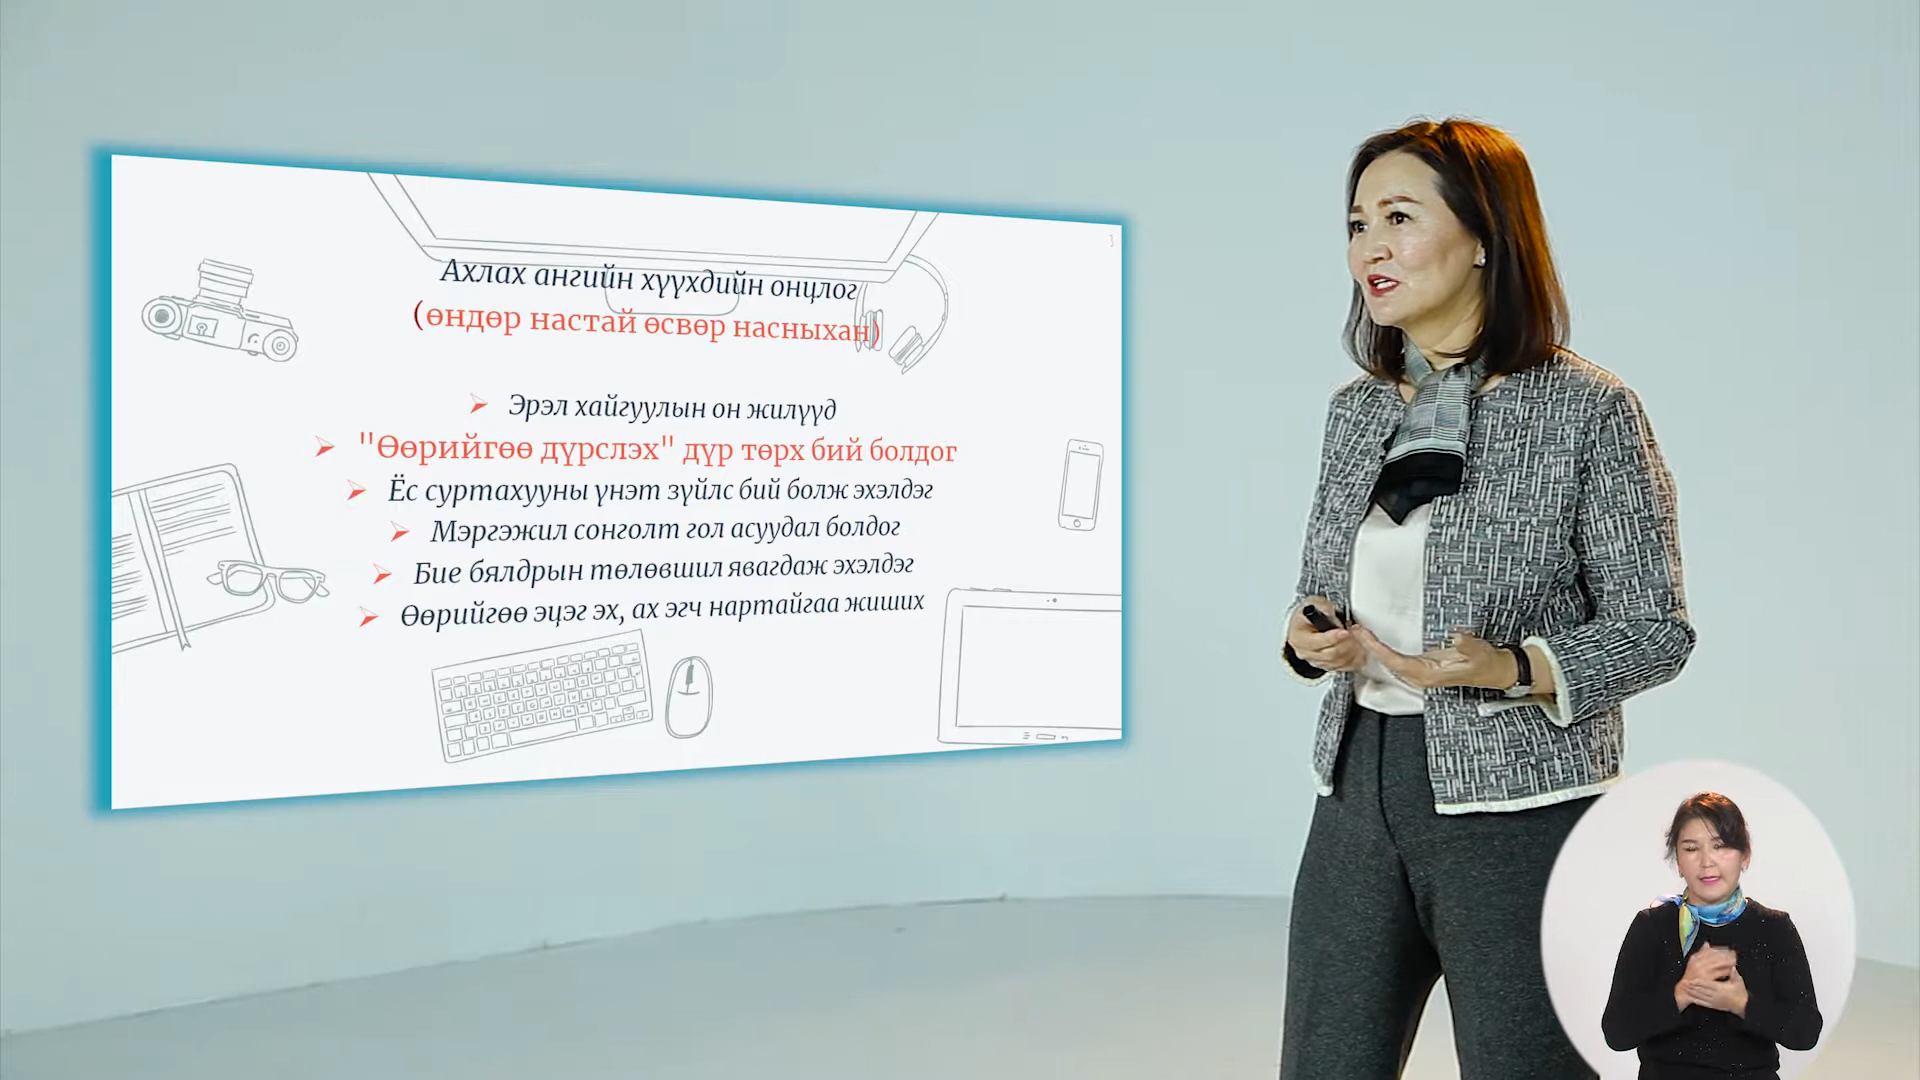 Ахлах ангийн хүүхдийн онцлог
(өндөр настай өсвөр насныхан)
Эрэл хайгуулын он жилүүд
"Өөрийгөө дүрслэх" дүр төрх бий болдог
Ёс суртахууны үнэт зүйлс бий болж эхэлдэг
Мэргэжил сонголт гол асуудал болдог
Бие бялдрын төлөвшил явагдаж эхэлдэг
Өөрийгөө эцэг эх, ах эгч нартайгаа жиших